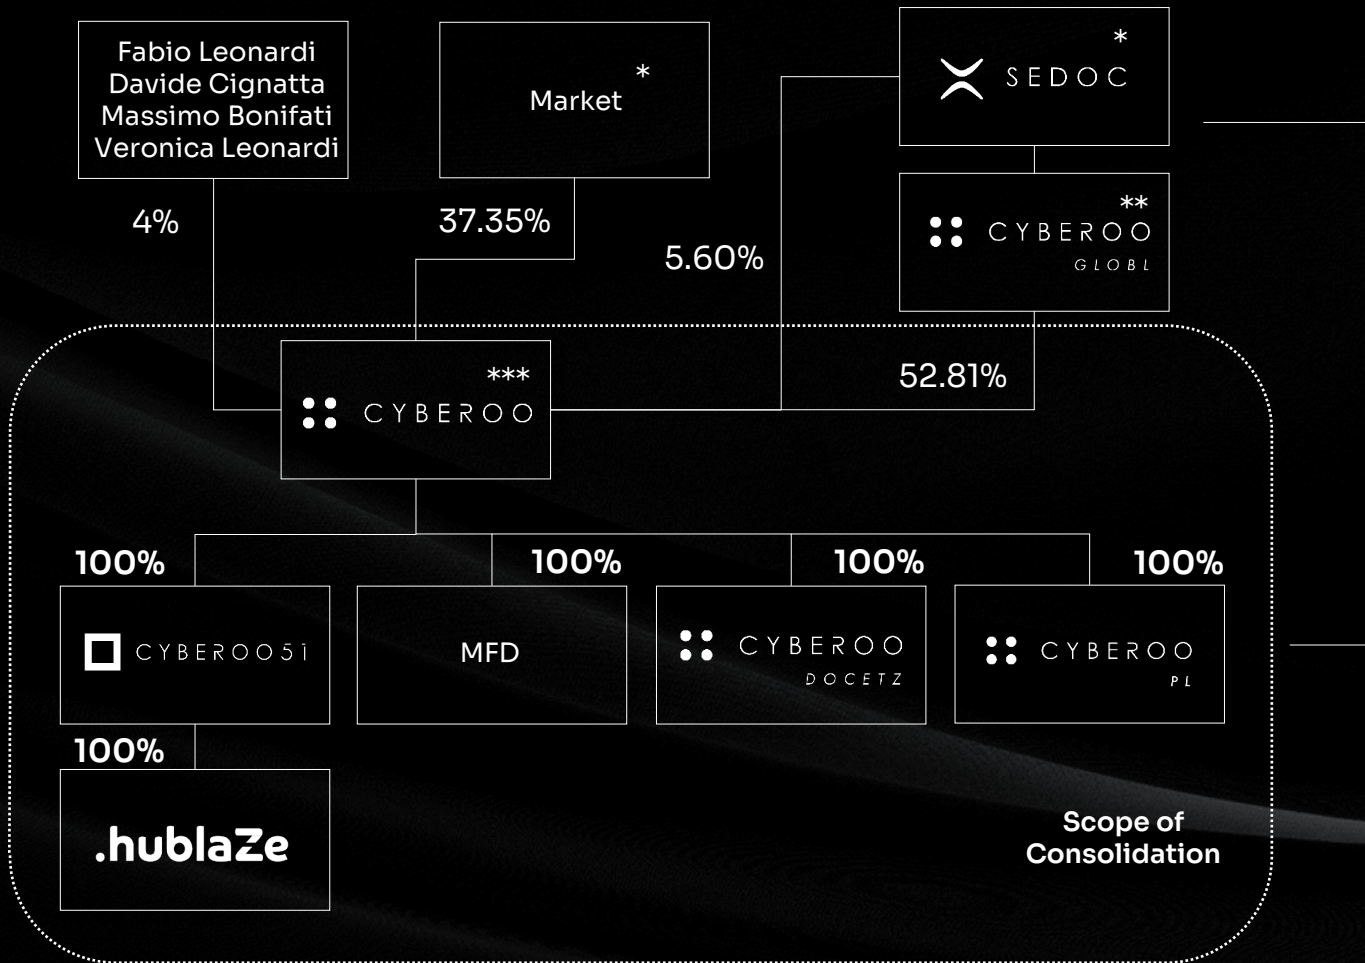 Fabio Leonardi
Davide Cignatta
Massimo Bonifati
Veronica Leonardi
Market *
*
SEDOC
**
CYBEROO
GLOBL
4%
37.35%
5.60%
52.81%
***
CYBEROO
100%
100%
100%
100%
CYBEROO51
MFD
CYBEROO
DOCETZ
CYBEROO
PL
100%
.hublaze
Scope of
Consolidation